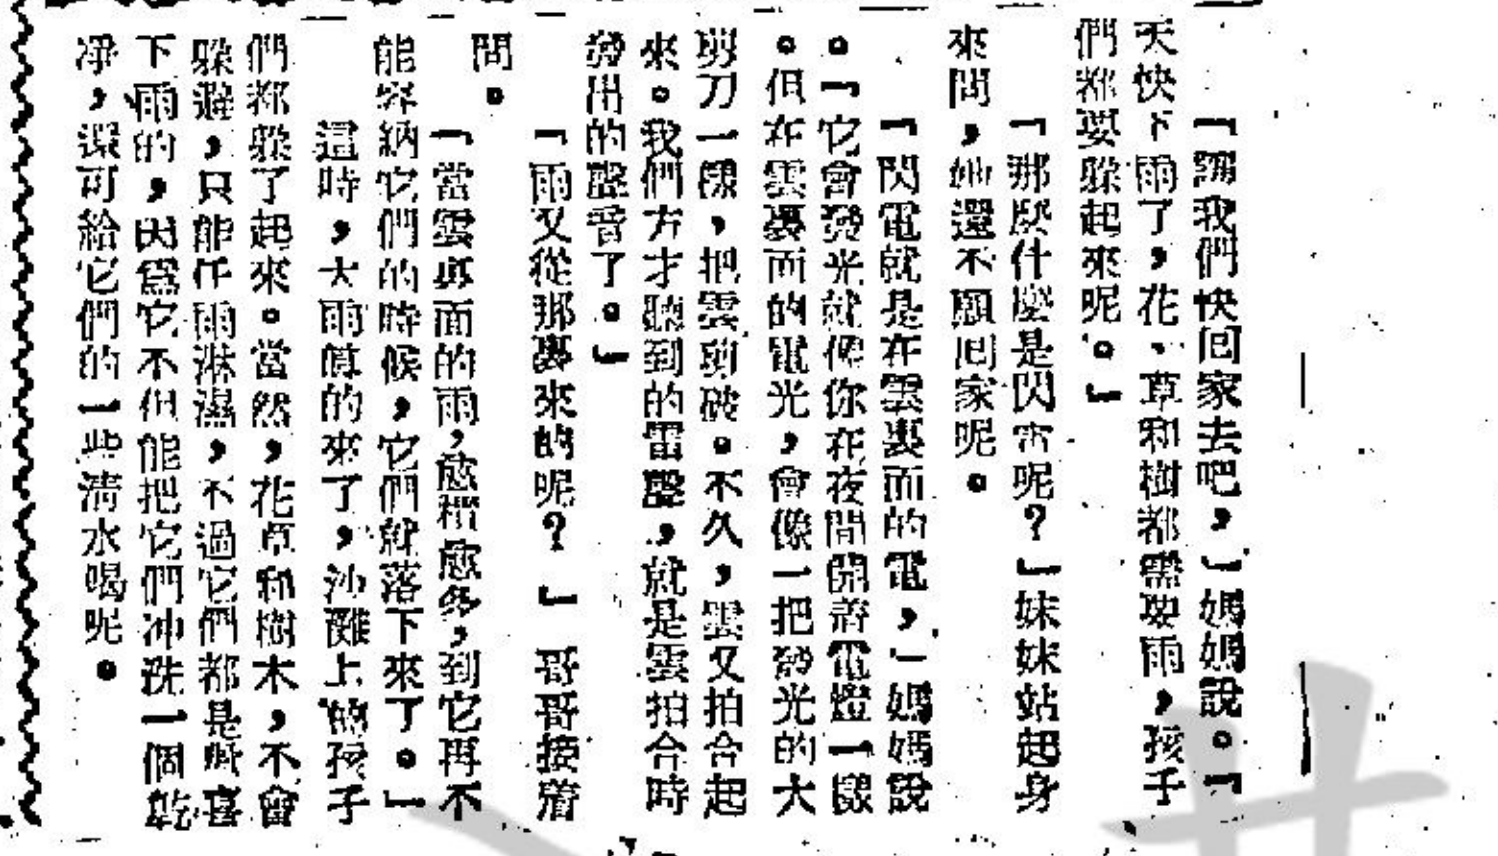 「讓我們快回家去吧，」媽媽說。「
天快下雨了，花、草和樹都需要雨，孩子
們都要躲起來呢。」
「那麼什麼是閃電呢？」妹妹站起身
來問，她還不願回家呢。
「閃電就是在雲裏面的電，」媽媽說
。「它會發光就像你在夜間開着電燈一樣
。但在雲裏面的電光，會像一把發光的大
剪刀一樣，把雲剪破。不久，雲又拍合起
來。我們方才聽到的雷聲，就是雲拍合時
發出的聲音了。」
「雨又從那裏來的呢？」哥哥接着
問。
「當雲裏面的雨，愈積愈多，到它再不
能容納它們的時候，它們就落下來了。」
這時，大雨真的來了，沙灘上的孩子
們都躲了起來。當然，花草和樹木，不會
躲避，只能任雨淋濕，不過它們都是很喜
下雨的，因爲它不但能把它們冲洗一個乾
凈，還可給它們的一些清水喝呢。